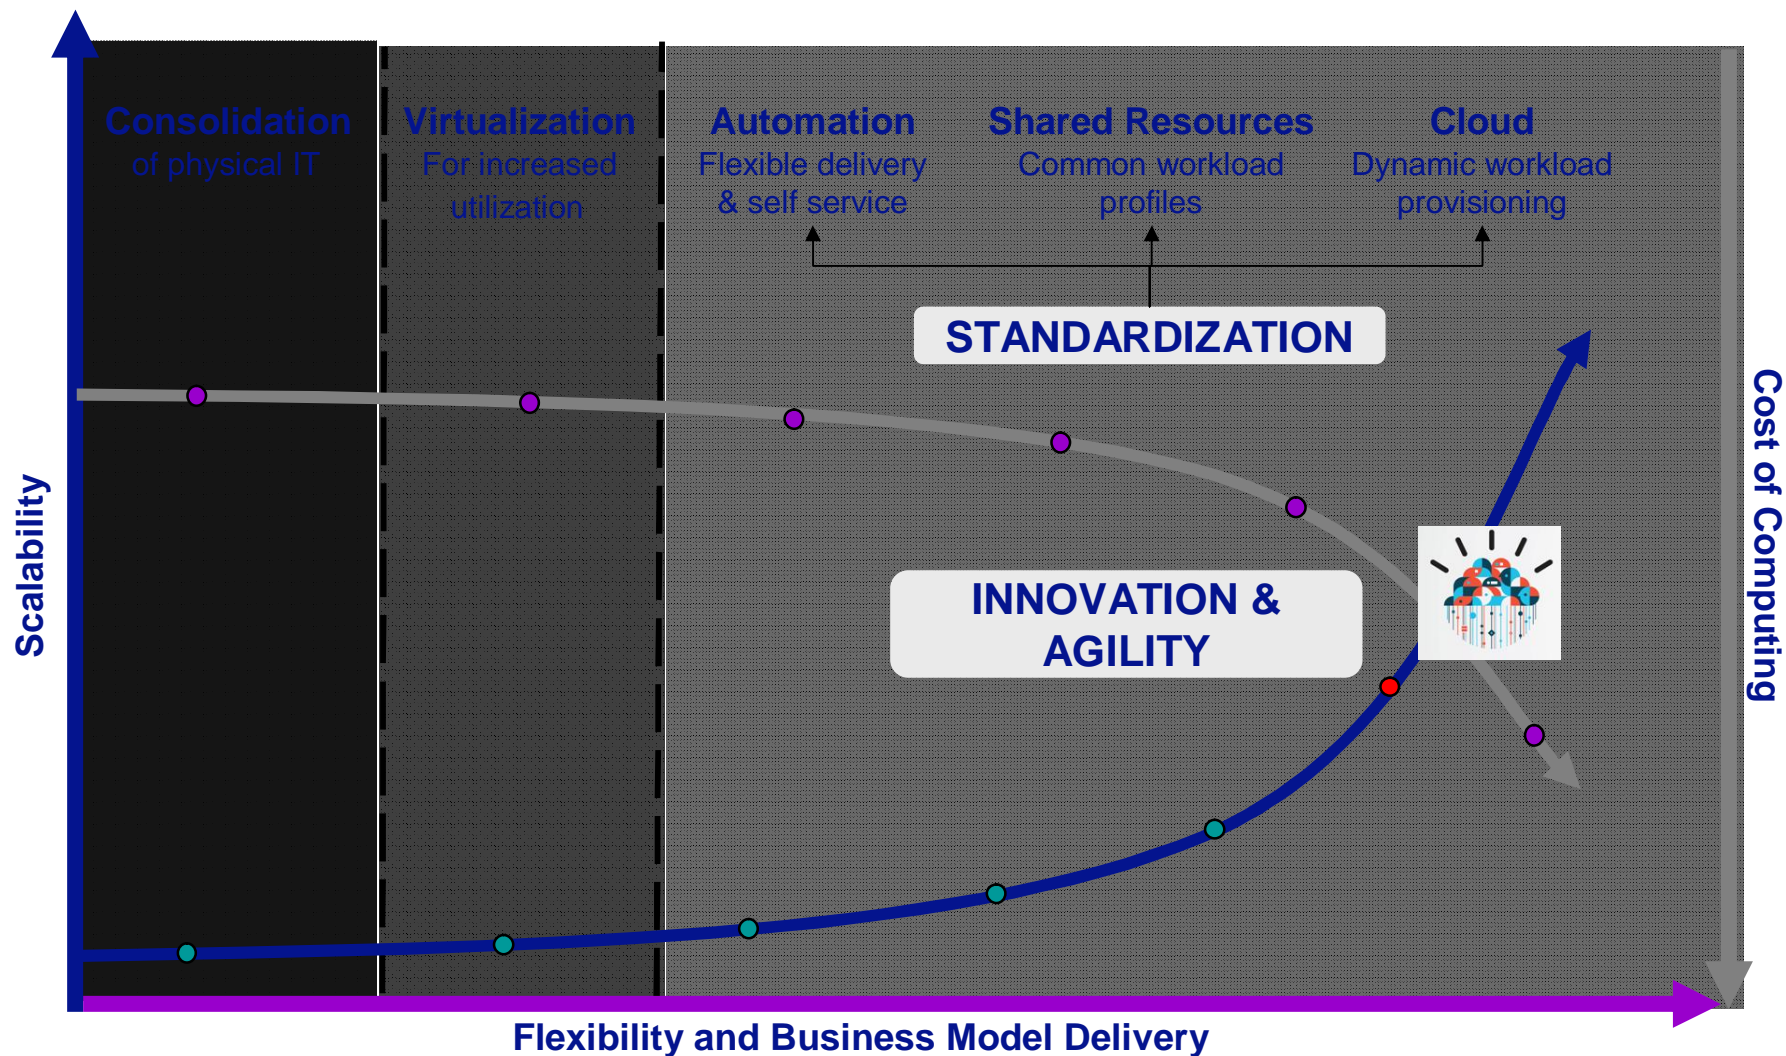 Consolidation
of physical IT
Virtualization
For increased
utilization
Automation
Flexible delivery
& self service
Shared Resources
Common workload
profiles
Cloud
Dynamic workload
provisioning
STANDARDIZATION
INNOVATION &
AGILITY
Scalability
Cost of Computing
Flexibility and Business Model Delivery